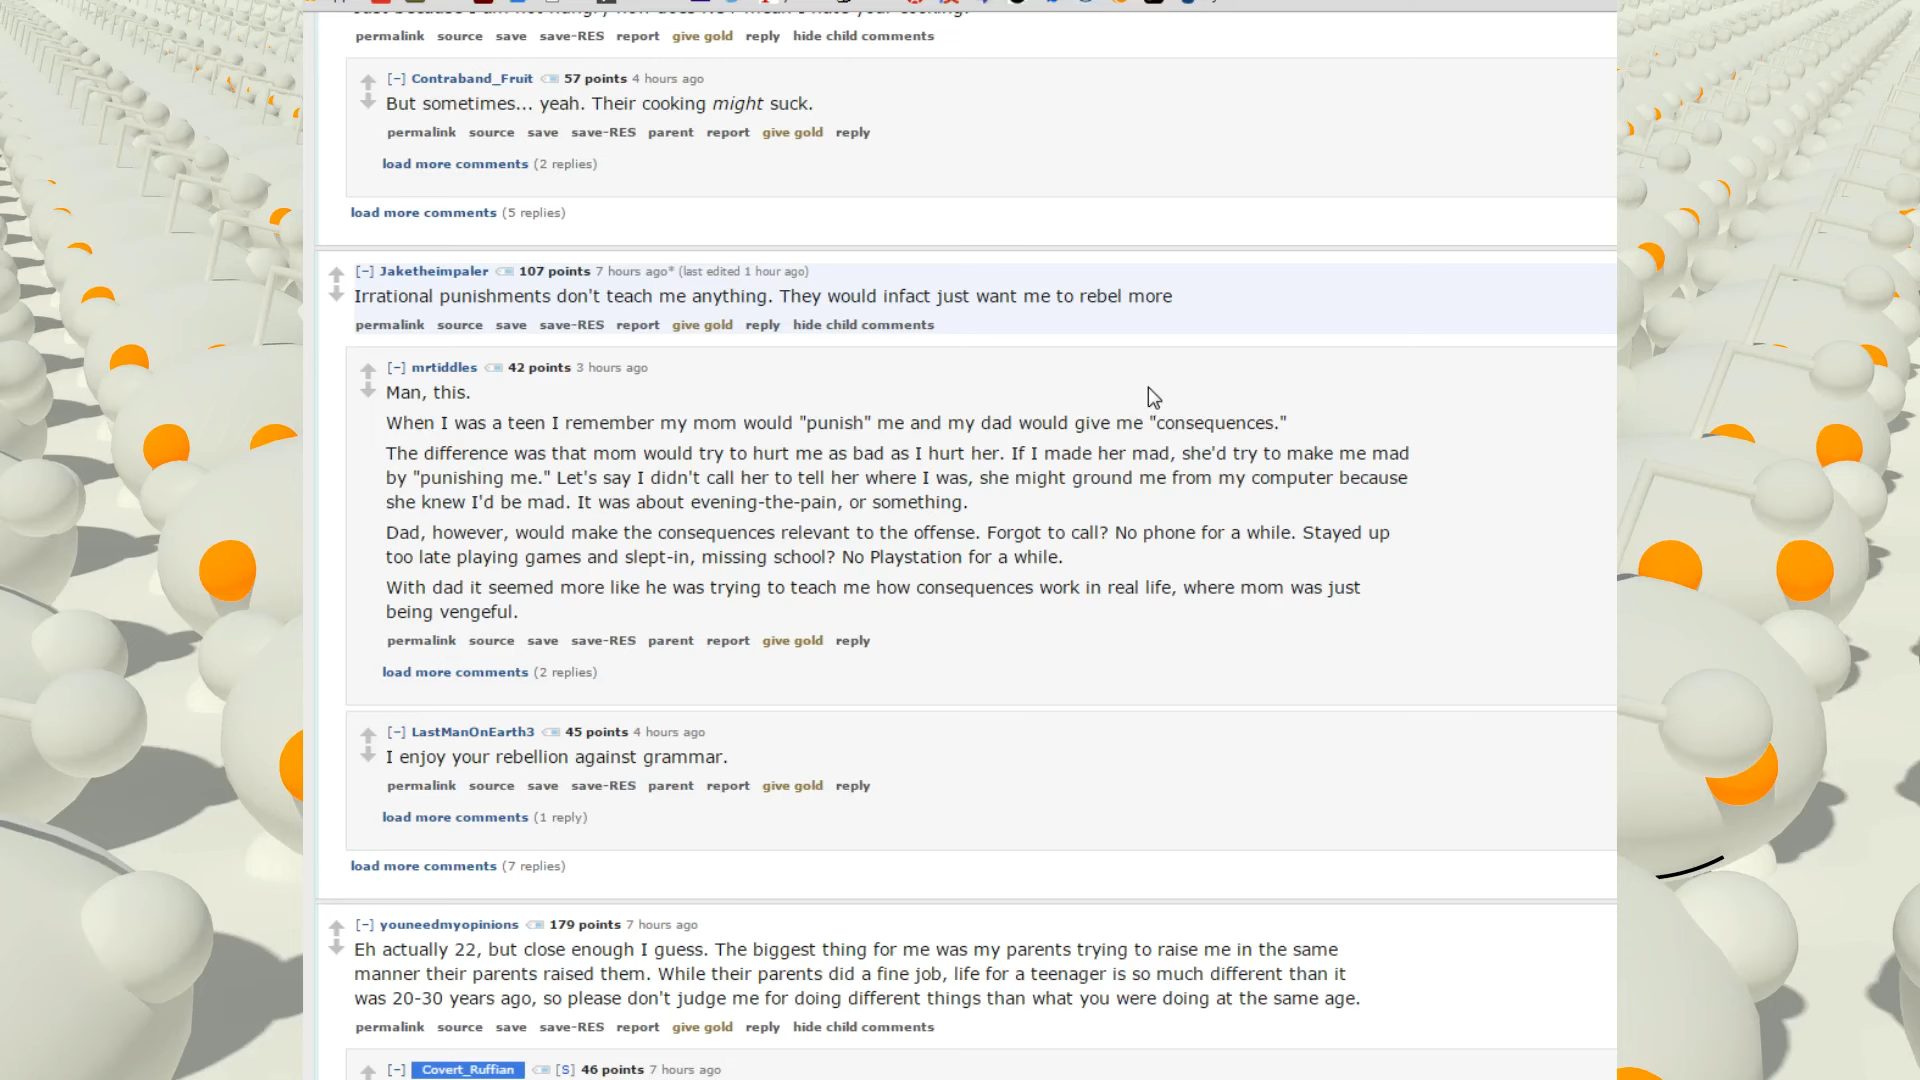 permalink source save save-RES report give gold reply hide child comments
[-] Contraband_Fruit 57 points 4 hours ago
But sometimes... yeah. Their cooking might suck.
permalink source save save-RES parent report give gold reply
load more comments (2 replies)
load more comments (5 replies)
[-] Jaketheimpaler 107 points 7 hours ago* (last edited 1 hour ago)
Irrational punishments don't teach me anything. They would infact just want me to rebel more
permalink source save save-RES report give gold reply hide child comments
[-] mrtiddles 42 points 3 hours ago
Man, this.
When I was a teen I remember my mom would "punish" me and my dad would give me "consequences."
The difference was that mom would try to hurt me as bad as I hurt her. If I made her mad, she'd try to make me mad
by "punishing me." Let's say I didn't call her to tell her where I was, she might ground me from my computer because
she knew I'd be mad. It was about evening-the-pain, or something.
Dad, however, would make the consequences relevant to the offense. Forgot to call? No phone for a while. Stayed up
too late playing games and slept-in, missing school? No Playstation for a while.
With dad it seemed more like he was trying to teach me how consequences work in real life, where mom was just
being vengeful.
permalink source save save-RES parent report give gold reply
load more comments (2 replies)
[-] LastManOnEarth3 45 points 4 hours ago
I enjoy your rebellion against grammar.
permalink source save save-RES parent report give gold reply
load more comments (1 reply)
load more comments (7 replies)
[-] youneedmyopinions 179 points 7 hours ago
Eh actually 22, but close enough I guess. The biggest thing for me was my parents trying to raise me in the same
manner their parents raised them. While their parents did a fine job, life for a teenager is so much different than it
was 20-30 years ago, so please don't judge me for doing different things than what you were doing at the same age.
permalink source save save-RES report give gold reply hide child comments
[-] Covert_Ruffian [S] 46 points 7 hours ago